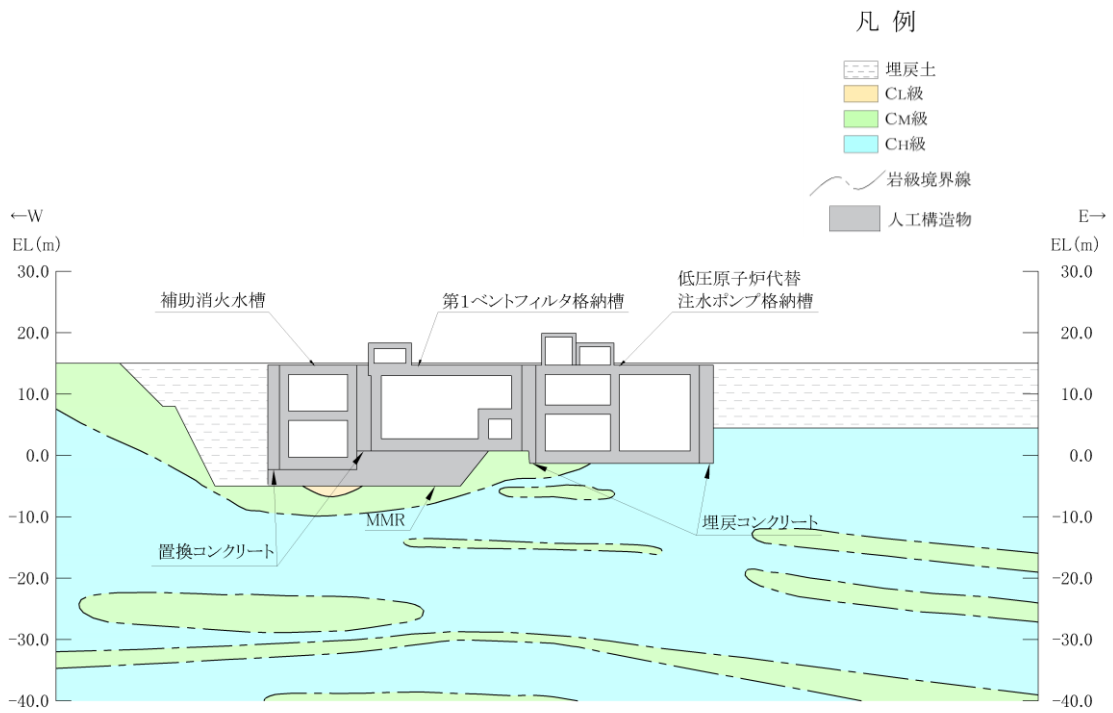 凡 例
埋戻土
CL級
CM級
CH級
岩級境界線
人工構造物
←W
EL(m)
E→
EL(m)
30.0
20.0
10.0
0.0
-10.0
-20.0
-30.0
-40.0
補助消火水槽
第1ベントフィルタ格納槽
低圧原子炉代替
注水ポンプ格納槽
MMR
置換コンクリート
埋戻コンクリート
30.0
20.0
10.0
0.0
-10.0
-20.0
-30.0
-40.0